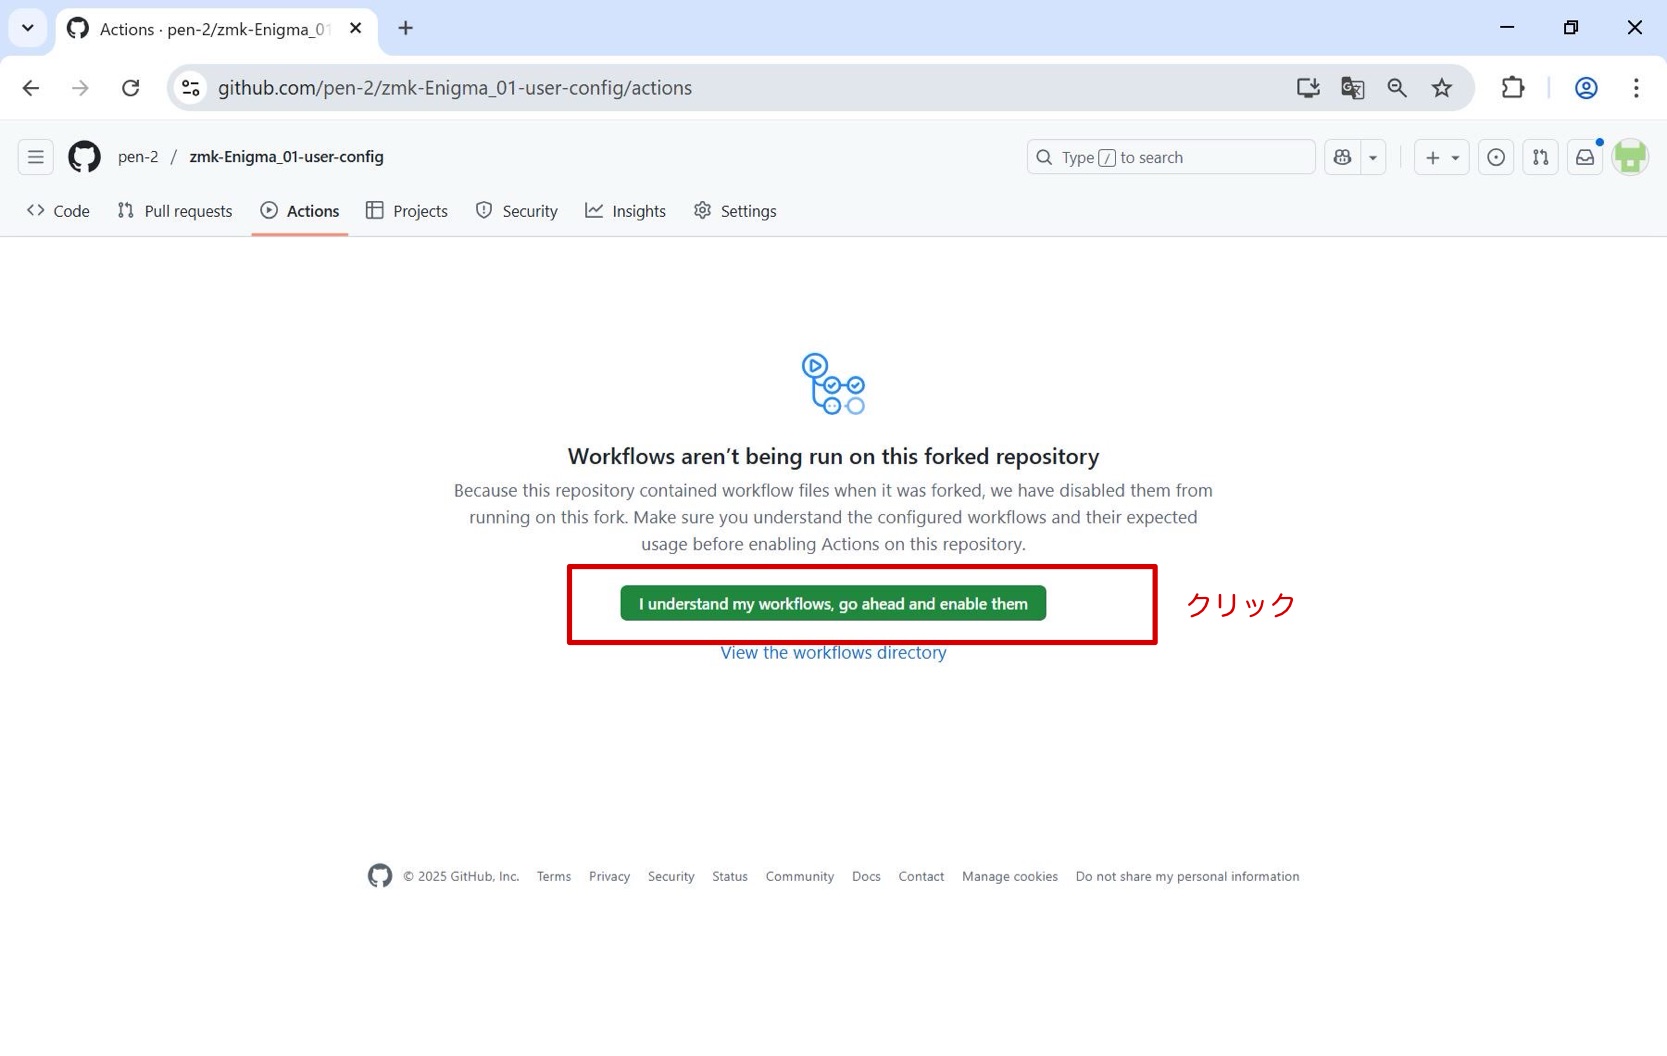 Actions · pen-2/zmk-Enigma_01
github.com/pen-2/zmk-Enigma_01-user-config/actions
pen-2 / zmk-Enigma_01-user-config
Type / to search
Code Pull requests Actions Projects Security Insights Settings
Workflows aren’t being run on this forked repository
Because this repository contained workflow files when it was forked, we have disabled them from
running on this fork. Make sure you understand the configured workflows and their expected
usage before enabling Actions on this repository.
I understand my workflows, go ahead and enable them
クリック
View the workflows directory
© 2025 GitHub, Inc. Terms Privacy Security Status Community Docs Contact Manage cookies Do not share my personal information